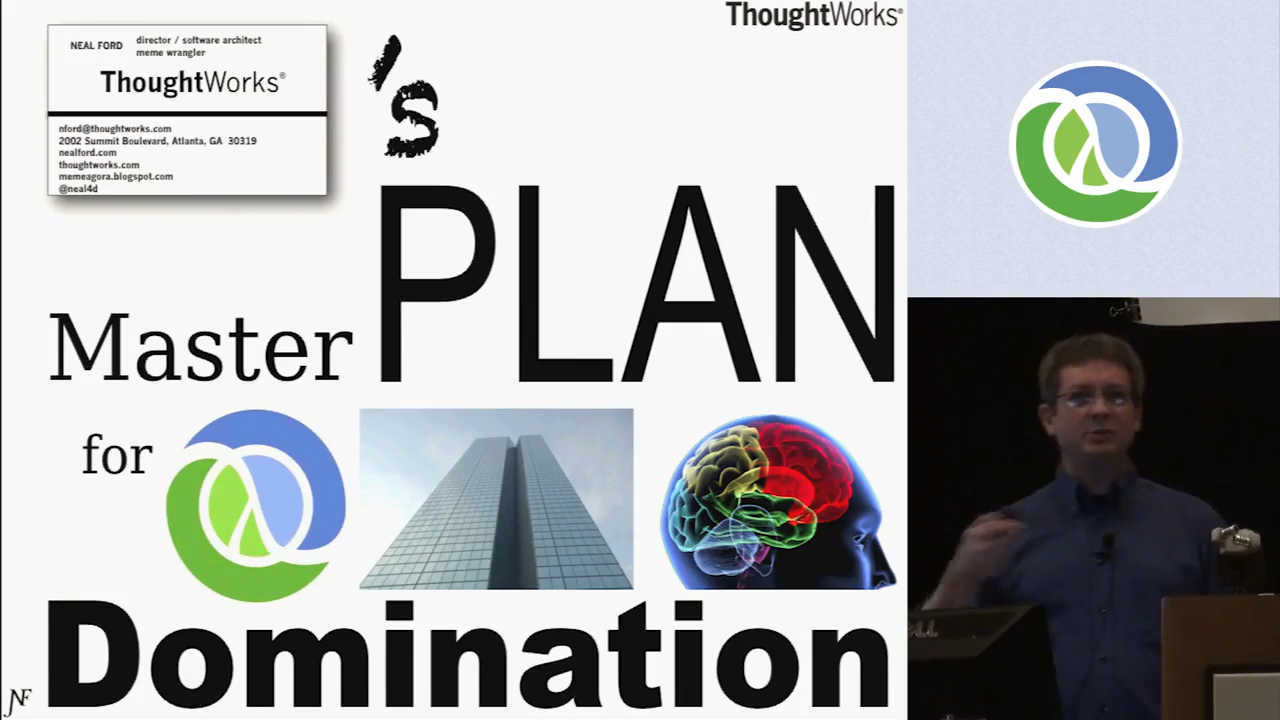 ThoughtWorks®
NEAL FORD
director / software architect
meme wrangler
ThoughtWorks®
nford@thoughtworks.com
2002 Summit Boulevard, Atlanta, GA 30319
nealford.com
thoughtworks.com
memeagora.blogspot.com
@neal4d
's
Master PLAN
for
Domination
NF